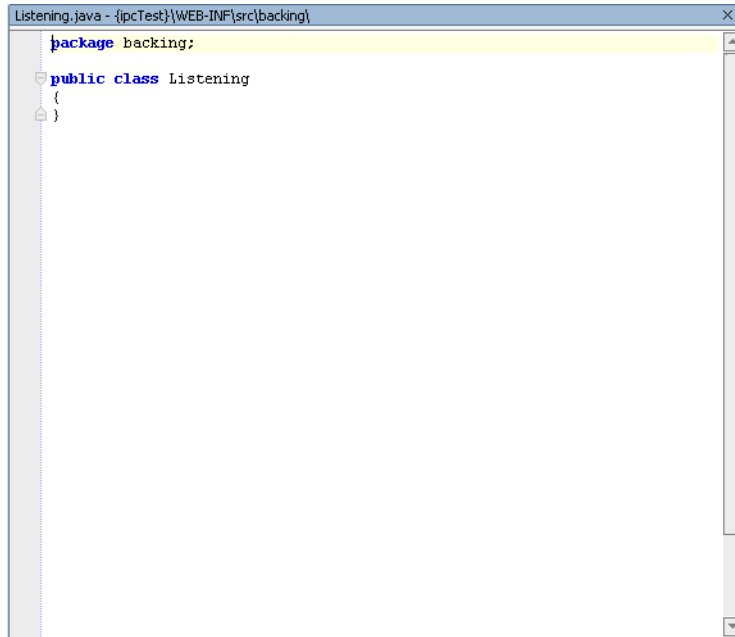 Listening.java - {ipcTest}\WEB-INF\src\backing\
package backing;
public class Listening
{
}